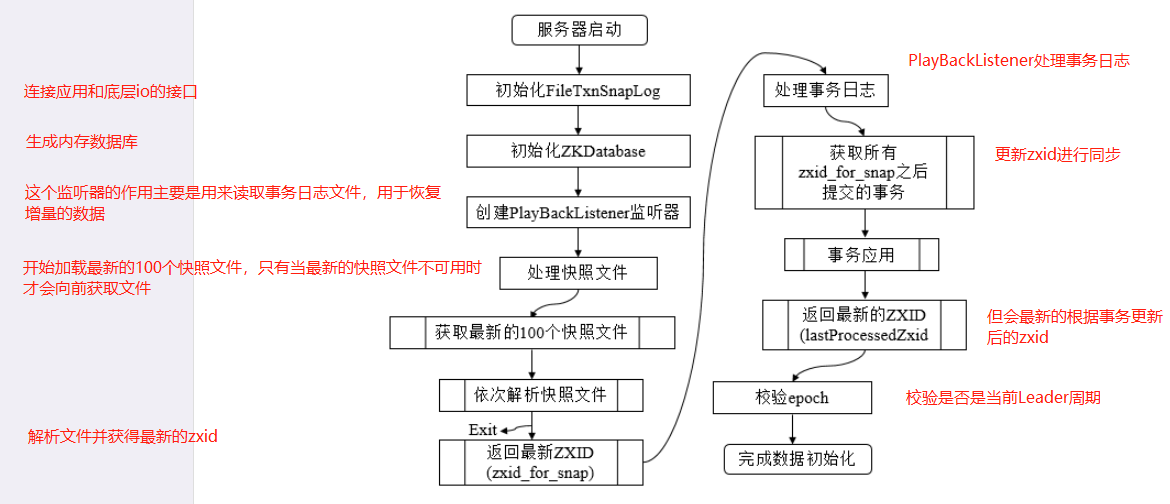 服务器启动
连接应用和底层io的接口
初始化FileTxnSnapLog
生成内存数据库
初始化ZKDatabase
这个监听器的作用主要是用来读取事务日志文件，用于恢复
增量的数据
创建PlayBackListener监听器
开始加载最新的100个快照文件，只有当最新的快照文件不可用时
才会向前获取文件
处理快照文件
获取最新的100个快照文件
依次解析快照文件
Exit
解析文件并获得最新的zxid
返回最新ZXID
(zxid_for_snap)
PlayBackListener处理事务日志
处理事务日志
获取所有
zxid_for_snap之后
提交的事务
更新zxid进行同步
事务应用
返回最新的ZXID
(lastProcessedZxid
但会最新的根据事务更新
后的zxid
校验epoch
校验是否是当前Leader周期
完成数据初始化